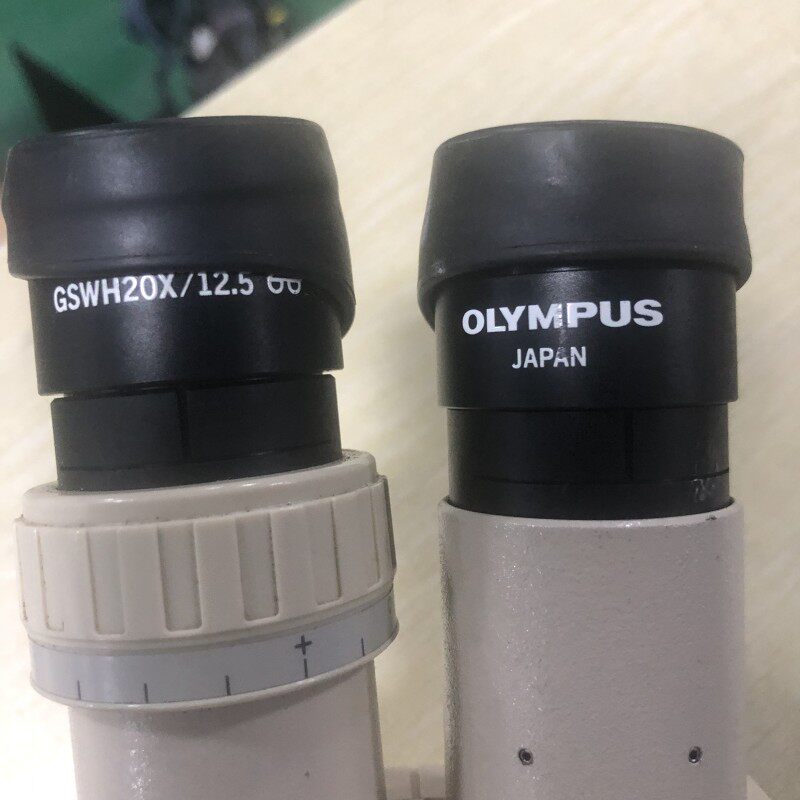 GSWH20X/12.5
OLYMPUS
JAPAN
+